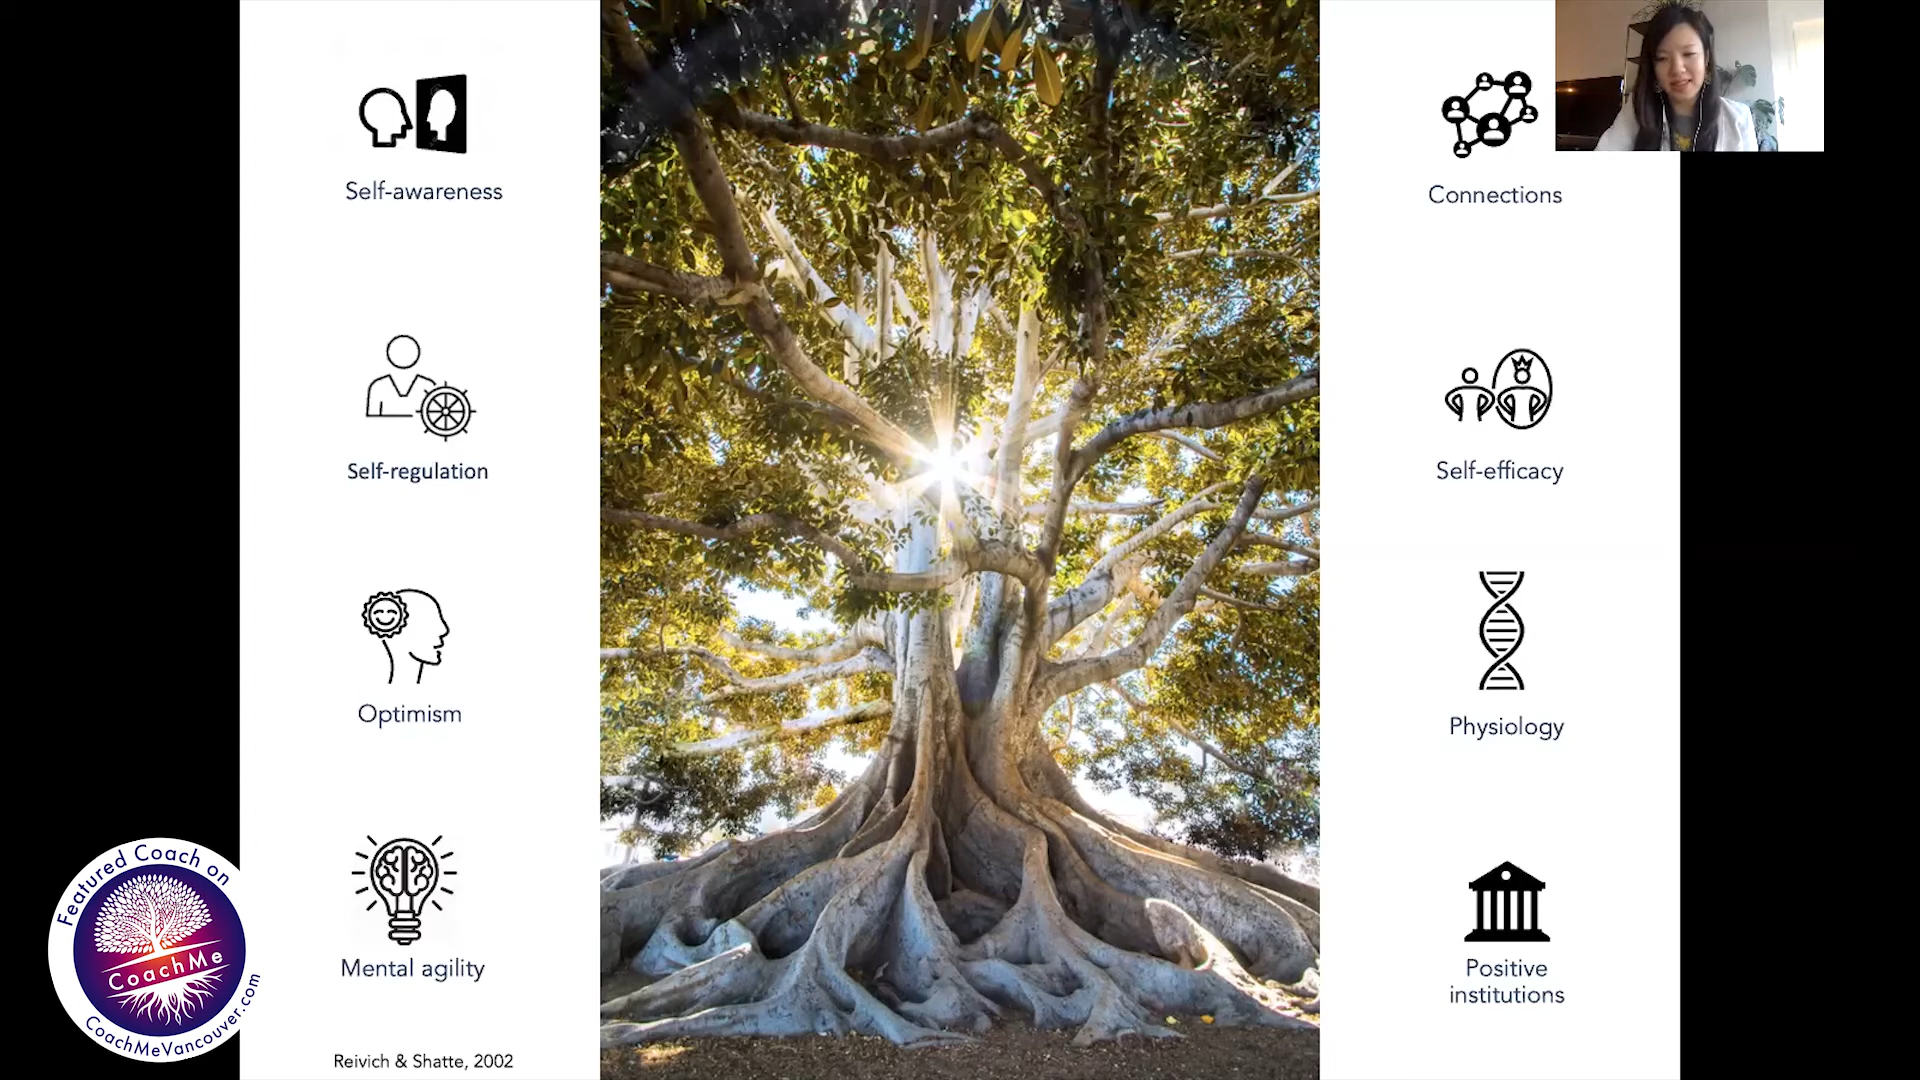 Self-awareness
Self-regulation
Optimism
Mental agility
Reivich & Shatte, 2002
Connections
Self-efficacy
Physiology
Positive
institutions
Featured Coach on
CoachMe
CoachMeVancouver.com